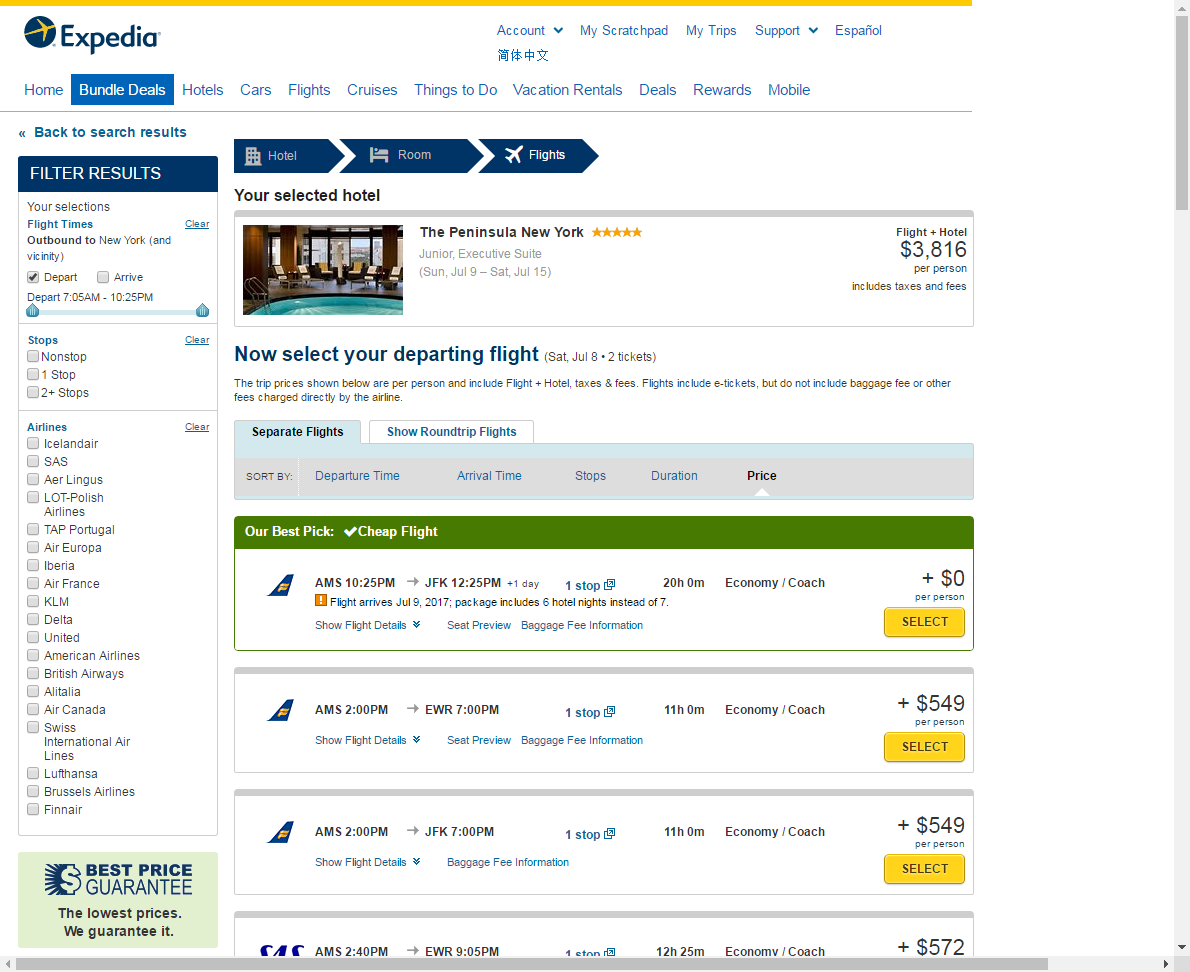 Expedia
Account
My Scratchpad
My Trips
Support
Español
简体中文
Home
Bundle Deals
Hotels
Cars
Flights
Cruises
Things to Do
Vacation Rentals
Deals
Rewards
Mobile
« Back to search results
FILTER RESULTS
Your selections
Flight Times
Clear
Outbound to New York (and
vicinity)
Depart
Arrive
Depart 7:05AM - 10:25PM
Stops
Clear
Nonstop
1 Stop
2+ Stops
Airlines
Clear
Icelandair
SAS
Aer Lingus
LOT-Polish
Airlines
TAP Portugal
Air Europa
Iberia
Air France
KLM
Delta
United
American Airlines
British Airways
Alitalia
Air Canada
Swiss
International Air
Lines
Lufthansa
Brussels Airlines
Finnair
BEST PRICE
GUARANTEE
The lowest prices.
We guarantee it.
Hotel
Room
Flights
Your selected hotel
The Peninsula New York
Junior, Executive Suite
(Sun, Jul 9 – Sat, Jul 15)
Flight + Hotel
$3,816
per person
includes taxes and fees
Now select your departing flight (Sat, Jul 8 • 2 tickets)
The trip prices shown below are per person and include Flight + Hotel, taxes & fees. Flights include e-tickets, but do not include baggage fee or other
fees charged directly by the airline.
Separate Flights
Show Roundtrip Flights
SORT BY:
Departure Time
Arrival Time
Stops
Duration
Price
Our Best Pick: Cheap Flight
AMS 10:25PM
JFK 12:25PM +1 day
1 stop
20h 0m
Economy / Coach
+ $0
per person
Flight arrives Jul 9, 2017; package includes 6 hotel nights instead of 7.
Show Flight Details
Seat Preview
Baggage Fee Information
SELECT
AMS 2:00PM
EWR 7:00PM
1 stop
11h 0m
Economy / Coach
+ $549
per person
Show Flight Details
Seat Preview
Baggage Fee Information
SELECT
AMS 2:00PM
JFK 7:00PM
1 stop
11h 0m
Economy / Coach
+ $549
per person
Show Flight Details
Baggage Fee Information
SELECT
SAS
AMS 2:40PM
EWR 9:05PM
1 stop
12h 25m
Economy / Coach
+ $572